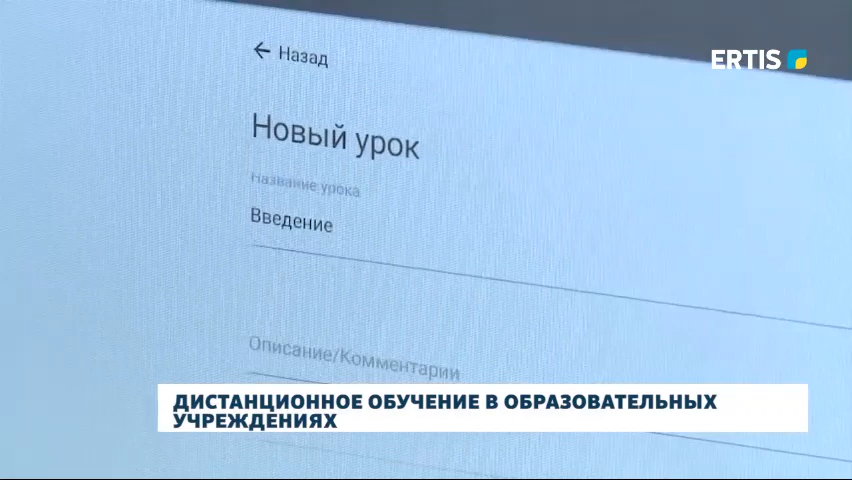 ← Назад
ERTIS
Новый урок
Название урока
Введение
Описание/Комментарии
ДИСТАНЦИОННОЕ ОБУЧЕНИЕ В ОБРАЗОВАТЕЛЬНЫХ
УЧРЕЖДЕНИЯХ